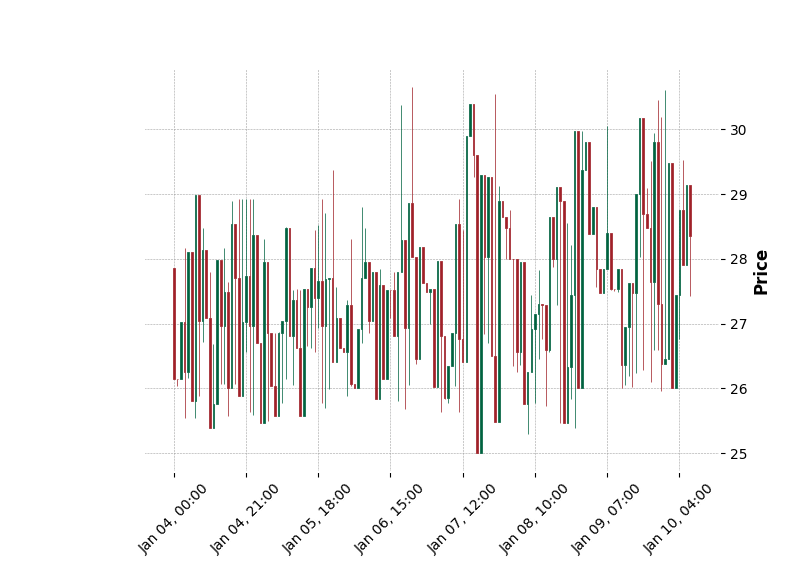 30
29
28
27
26
25
Price
Jan 04, 00:00
Jan 04, 21:00
Jan 05, 18:00
Jan 06, 15:00
Jan 07, 12:00
Jan 08, 10:00
Jan 09, 07:00
Jan 10, 04:00